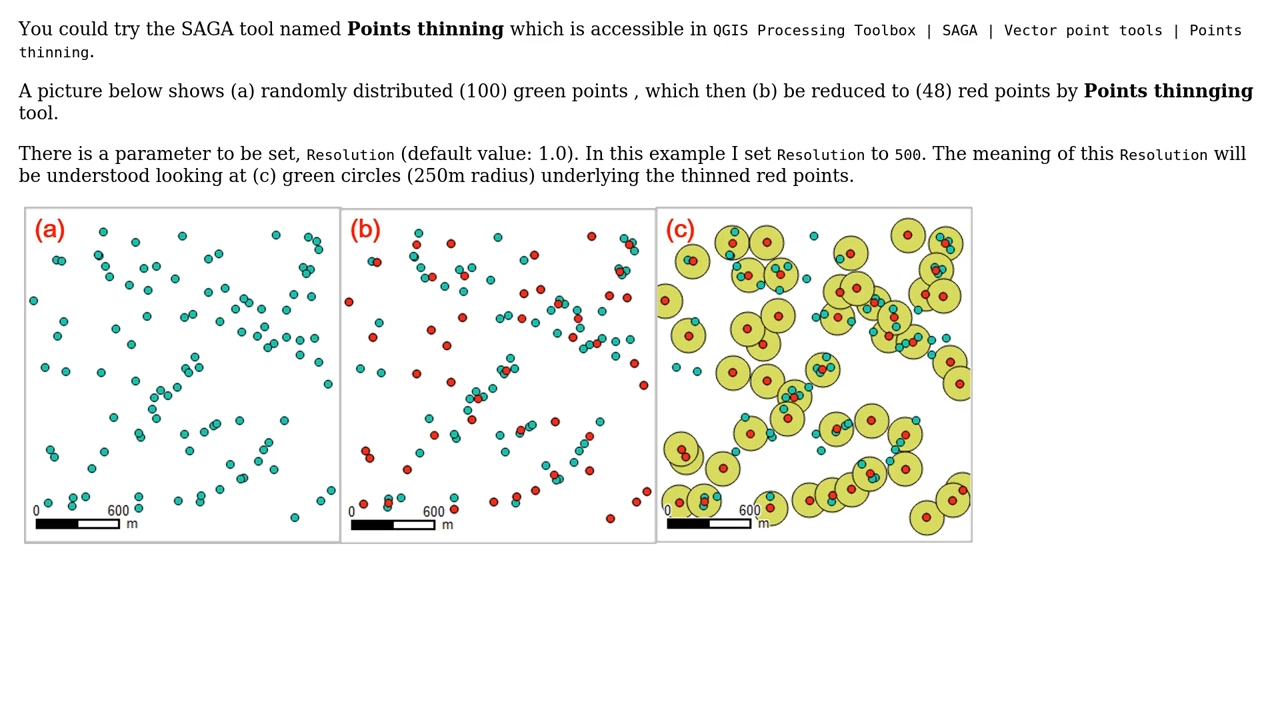 You could try the SAGA tool named Points thinning which is accessible in QGIS Processing Toolbox | SAGA | Vector point tools | Points
thinning.
A picture below shows (a) randomly distributed (100) green points , which then (b) be reduced to (48) red points by Points thinnging
tool.
There is a parameter to be set, Resolution (default value: 1.0). In this example I set Resolution to 500. The meaning of this Resolution will
be understood looking at (c) green circles (250m radius) underlying the thinned red points.
(a) (b) (c)
0 600 m 0 600 m 0 600 m